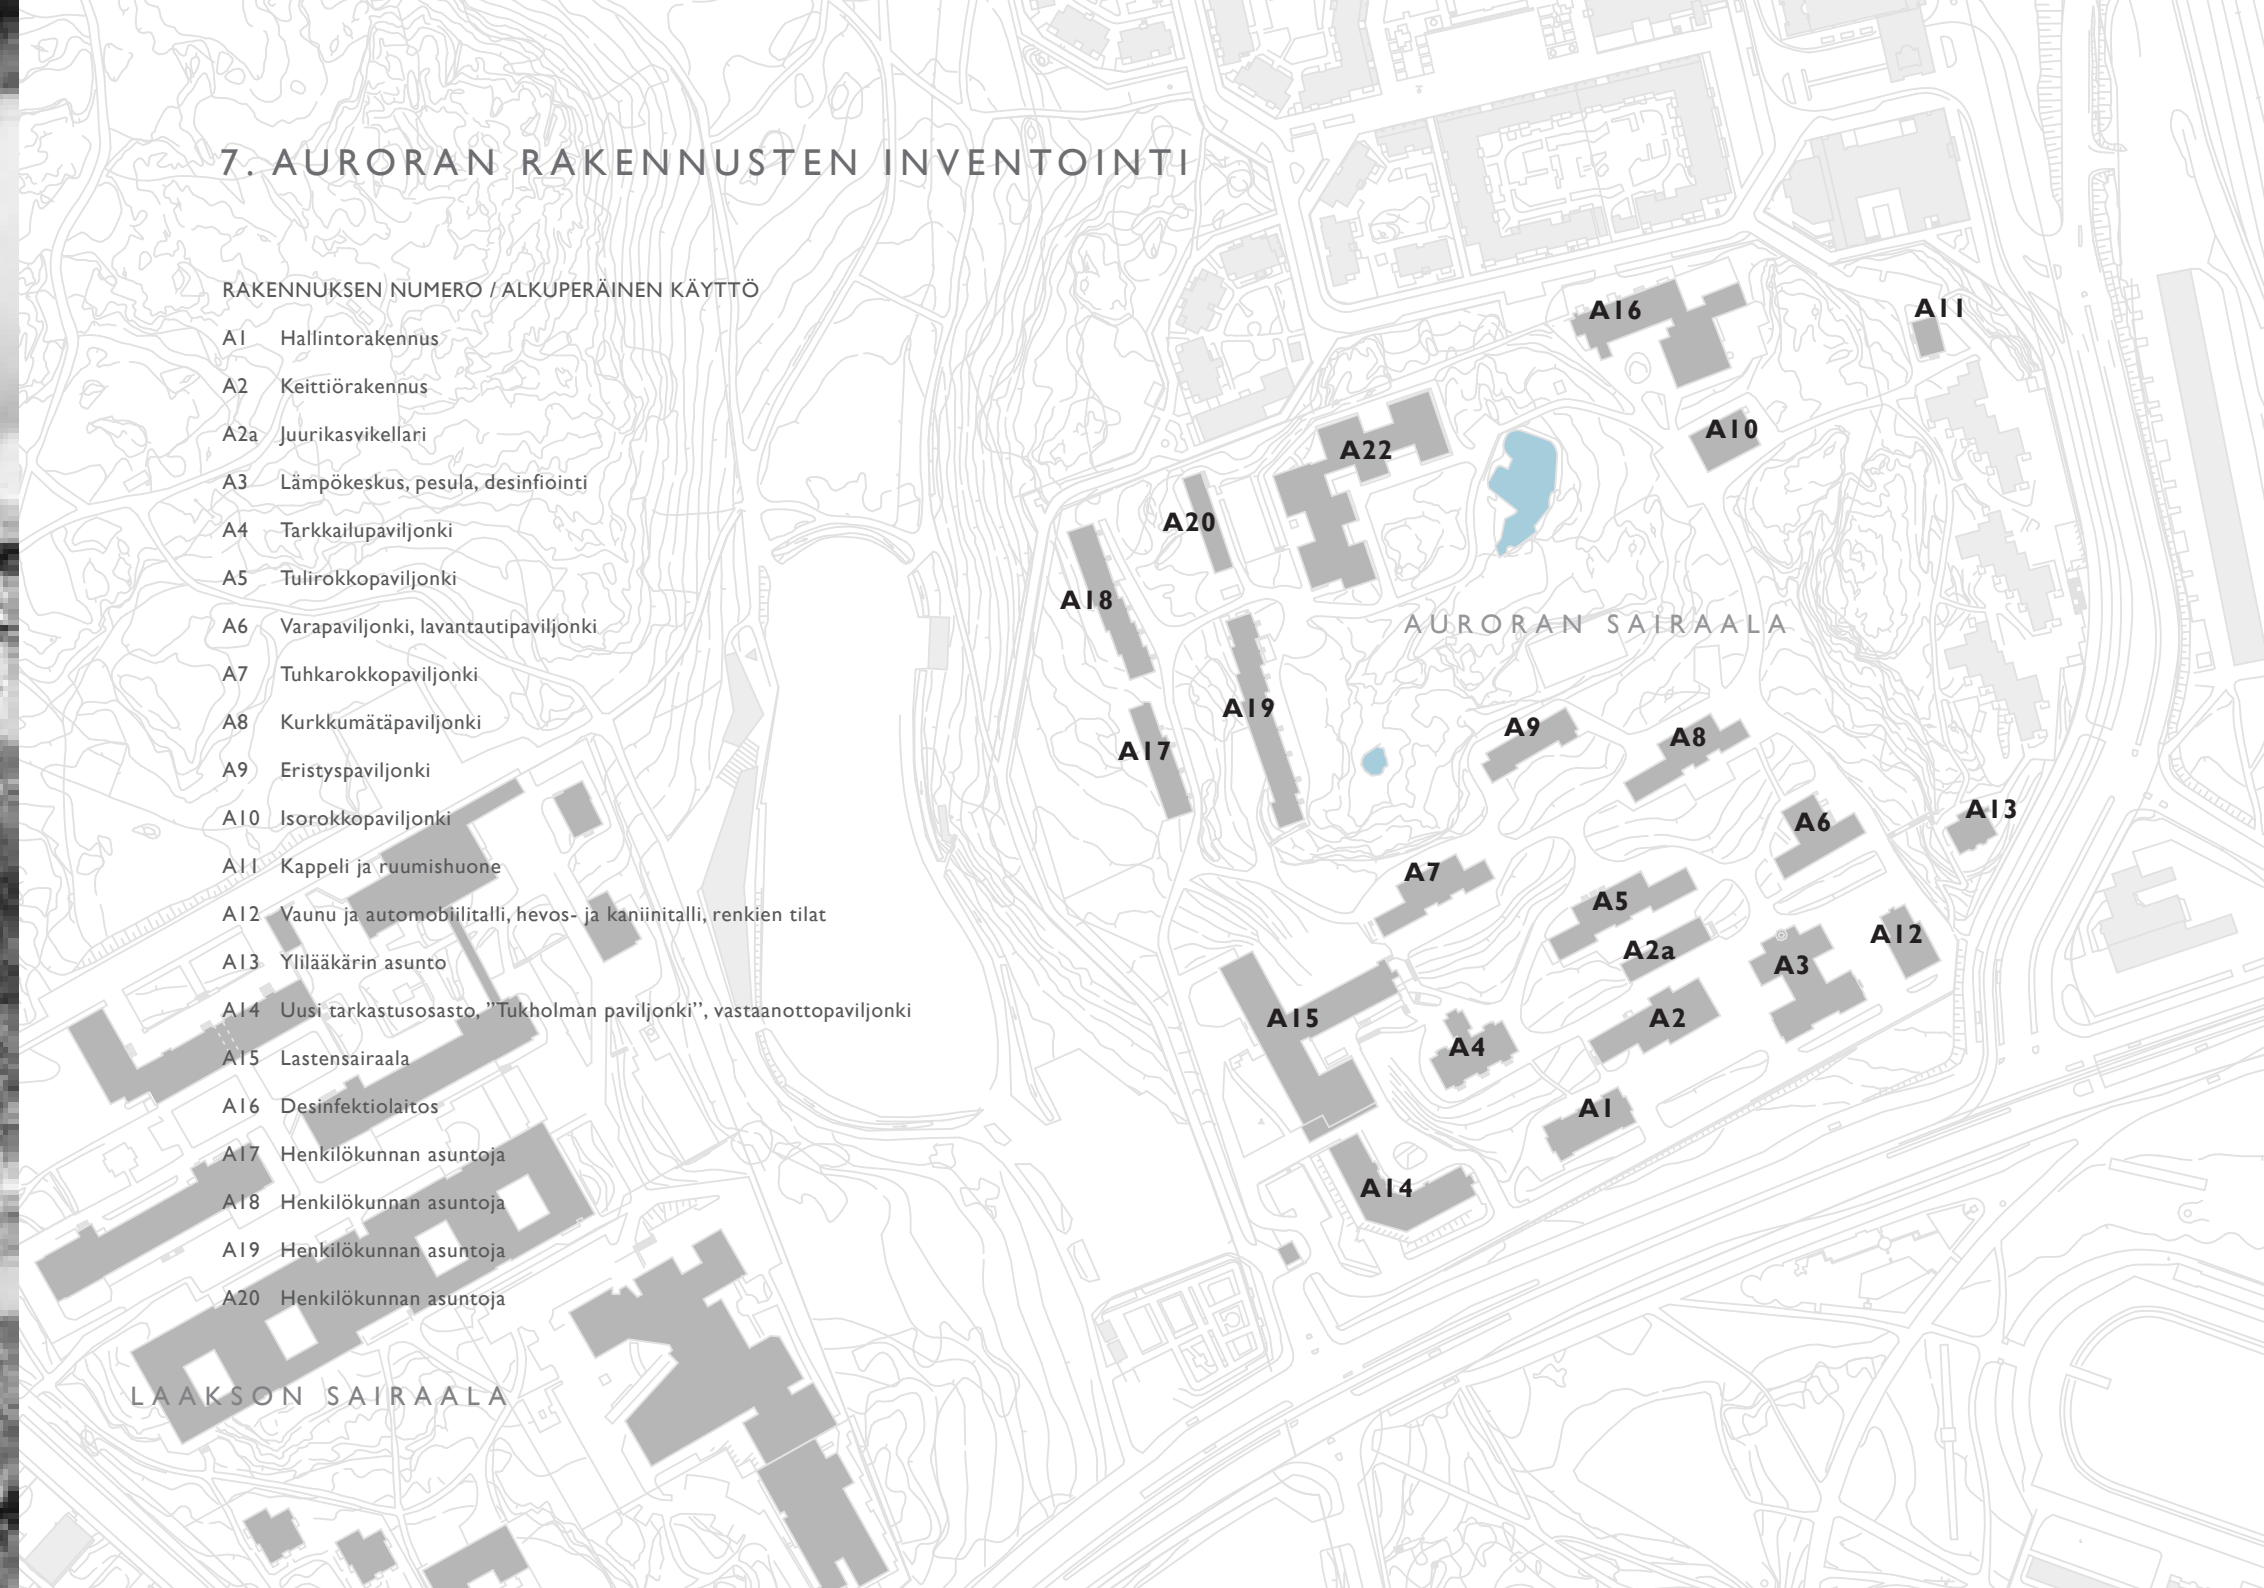 7. AURORAN RAKENNUSTEN INVENTOINTI
RAKENNUKSEN NUMERO / ALKUPERÄINEN KÄYTTÖ
A1 Hallintorakennus
A2 Keittiörakennus
A2a Juurikasvikellari
A3 Lämpökeskus, pesula, desinfiointi
A4 Tarkkailupaviljonki
A5 Tulirokkopaviljonki
A6 Varapaviljonki, lavantautipaviljonki
A7 Tuhkarokkopaviljonki
A8 Kurkkumätäpaviljonki
A9 Eristyspaviljonki
A10 Isorokkopaviljonki
A11 Kappeli ja ruumishuone
A12 Vaunu ja automobiilitalli, hevos- ja kaniinitalli, renkien tilat
A13 Ylilääkärin asunto
A14 Uusi tarkastusosasto, ”Tukholman paviljonki”, vastaanottopaviljonki
A15 Lastensairaala
A16 Desinfektiolaitos
A17 Henkilökunnan asuntoja
A18 Henkilökunnan asuntoja
A19 Henkilökunnan asuntoja
A20 Henkilökunnan asuntoja
LAAKSON SAIRAALA
A16
A11
A10
A22
A20
A18
AURORAN SAIRAALA
A19
A9
A8
A17
A13
A6
A7
A5
A12
A2a
A3
A15
A2
A4
A1
A14